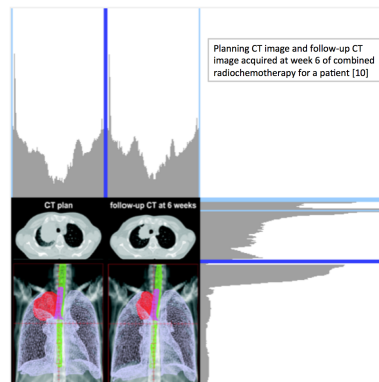 Planning CT image and follow-up CT
image acquired at week 6 of combined
radiochemotherapy for a patient [10]
CT plan
follow-up CT at 6 weeks